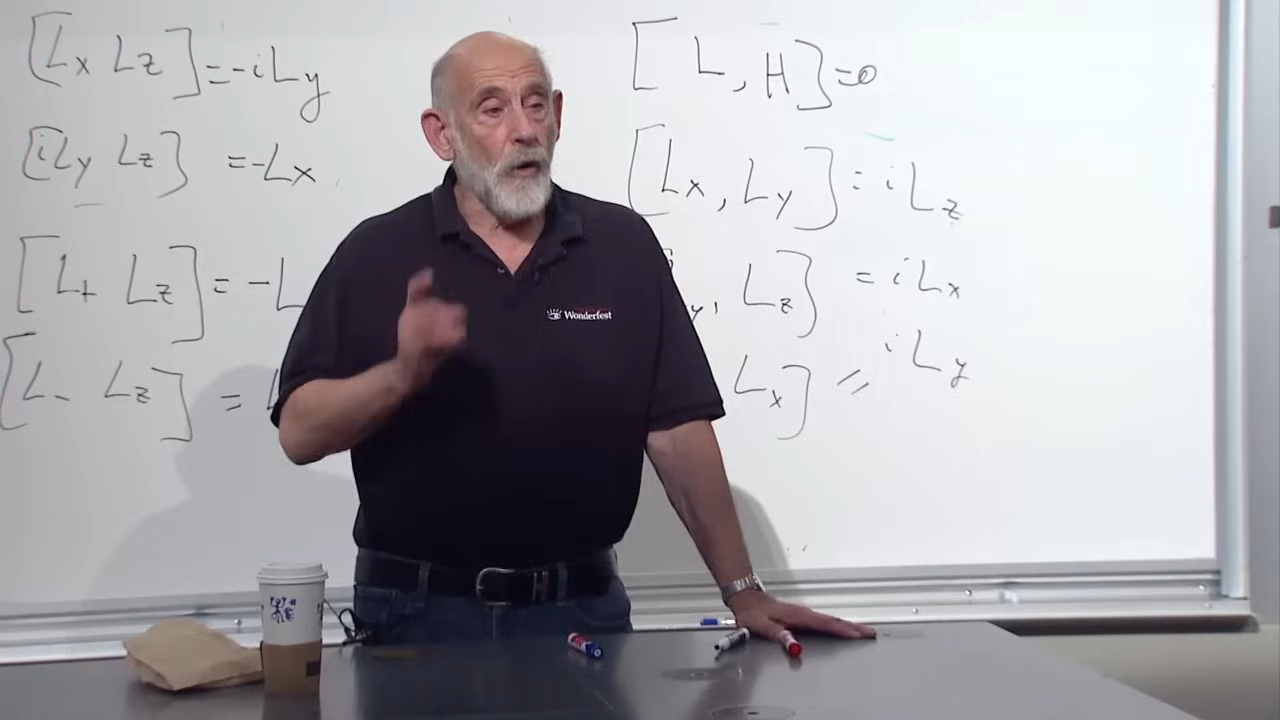 [Lx Lz] = -iLy
[iLy Lz] = -Lx
[L+ Lz] = -L
[L- Lz] =
[L, H] = 0
[Lx, Ly] = iLz
y, Lz] = iLx
Lx] = iLy
Wonderfest